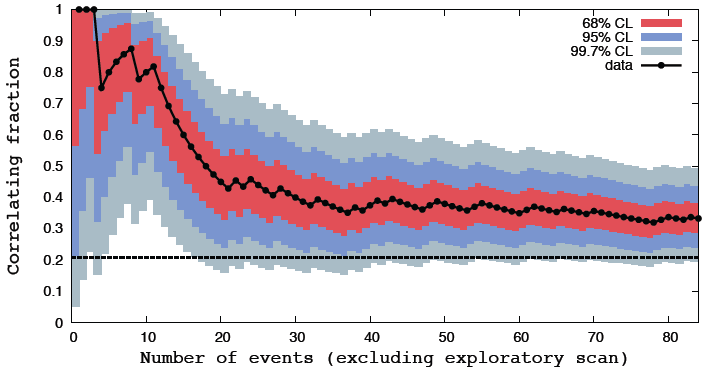 1
0.9
0.8
0.7
0.6
0.5
0.4
0.3
0.2
0.1
0
Correlating fraction
68% CL
95% CL
99.7% CL
data
0 10 20 30 40 50 60 70 80
Number of events (excluding exploratory scan)